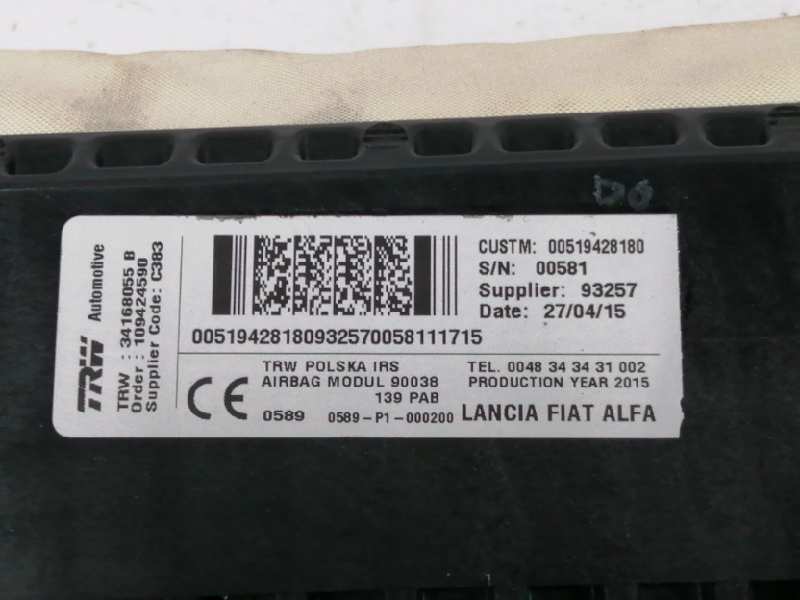 TRW Automotive
TRW : 34168055 B
Order : 109424590
Supplier Code: C383
CUSTM: 00519428180
S/N: 00581
Supplier: 93257
Date: 27/04/15
00519428180932570058111715
CE
0589
TRW POLSKA IRS
AIRBAG MODUL 90038
139 PAB
0589-P1-000200
TEL. 0048 34 34 31 002
PRODUCTION YEAR 2015
LANCIA FIAT ALFA